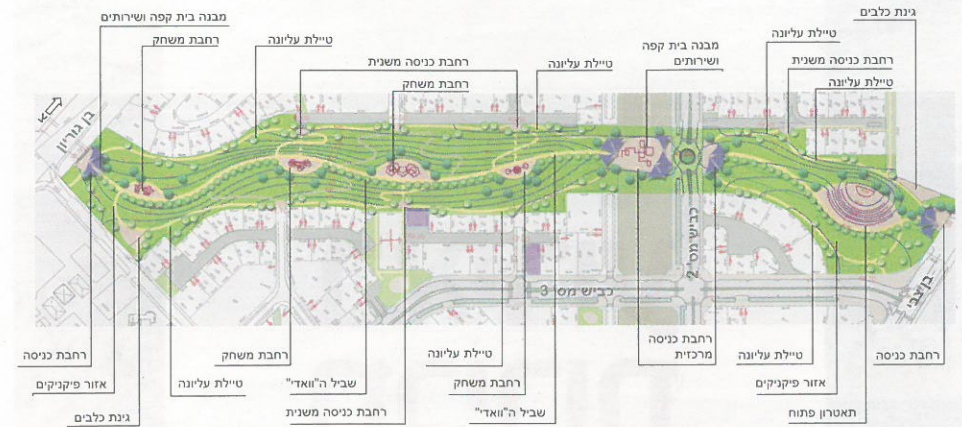 גינת כלבים
מבנה בית קפה ושירותים
טיילת עליונה
רחבת משחק
טיילת עליונה
רחבת כניסה משנית
טיילת עליונה
מבנה בית קפה
ושירותים
רחבת כניסה משנית
רחבת משחק
טיילת עליונה
בן גוריון
כביש מס' 2
כביש מס' 3
בן צבי
רחבת כניסה
רחבת משחק
טיילת עליונה
רחבת כניסה
מרכזית
טיילת עליונה
רחבת כניסה
אזור פיקניקים
טיילת עליונה
שביל ה"וואדי"
רחבת משחק
אזור פיקניקים
גינת כלבים
רחבת כניסה משנית
שביל ה"וואדי"
תאטרון פתוח